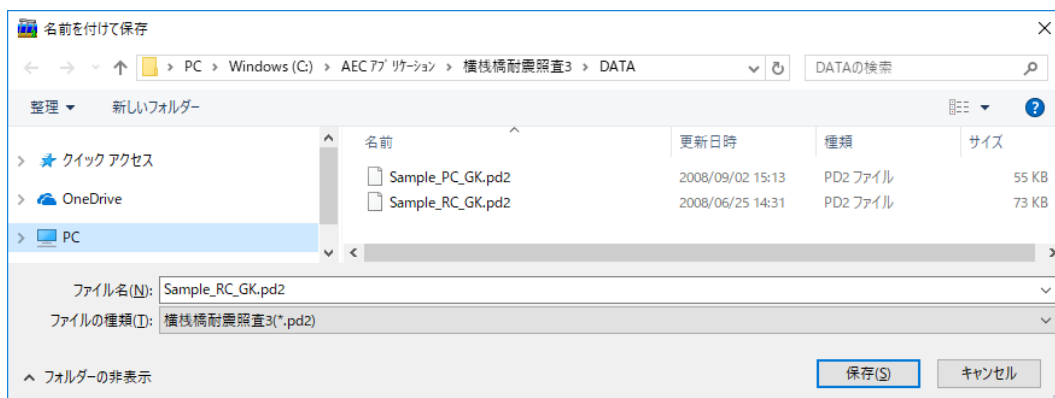 名前を付けて保存
PC › Windows (C:) › AEC ｱﾌﾟﾘｹｰｼｮﾝ › 横桟橋耐震照査3 › DATA
DATAの検索
整理 新しいフォルダー
クイック アクセス
OneDrive
PC
名前 更新日時 種類 サイズ
Sample_PC_GK.pd2 2008/09/02 15:13 PD2 ファイル 55 KB
Sample_RC_GK.pd2 2008/06/25 14:31 PD2 ファイル 73 KB
ファイル名(N): Sample_RC_GK.pd2
ファイルの種類(T): 横桟橋耐震照査3(*.pd2)
フォルダーの非表示
保存(S) キャンセル